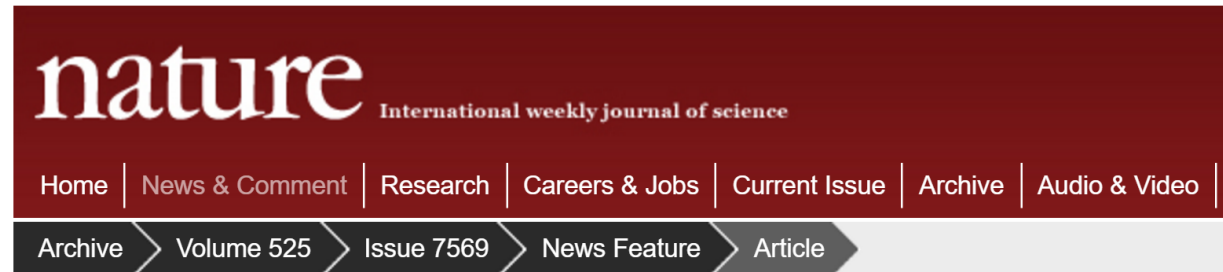 nature International weekly journal of science
Home News & Comment Research Careers & Jobs Current Issue Archive Audio & Video
Archive Volume 525 Issue 7569 News Feature Article